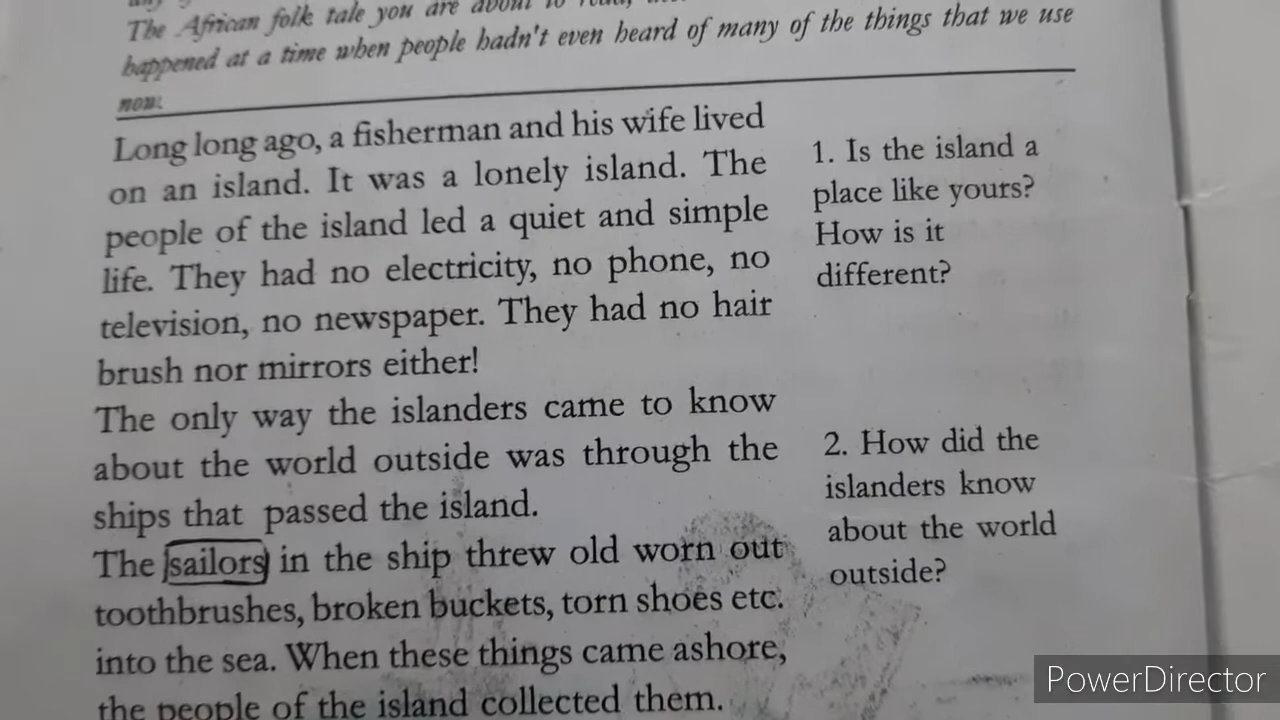 The African folk tale you are about to read,
happened at a time when people hadn't even heard of many of the things that we use
now.
Long long ago, a fisherman and his wife lived
on an island. It was a lonely island. The
people of the island led a quiet and simple
life. They had no electricity, no phone, no
television, no newspaper. They had no hair
brush nor mirrors either!
The only way the islanders came to know
about the world outside was through the
ships that passed the island.
The sailors in the ship threw old worn out
toothbrushes, broken buckets, torn shoes etc.
into the sea. When these things came ashore,
the people of the island collected them.
1. Is the island a
place like yours?
How is it
different?
2. How did the
islanders know
about the world
outside?
PowerDirector